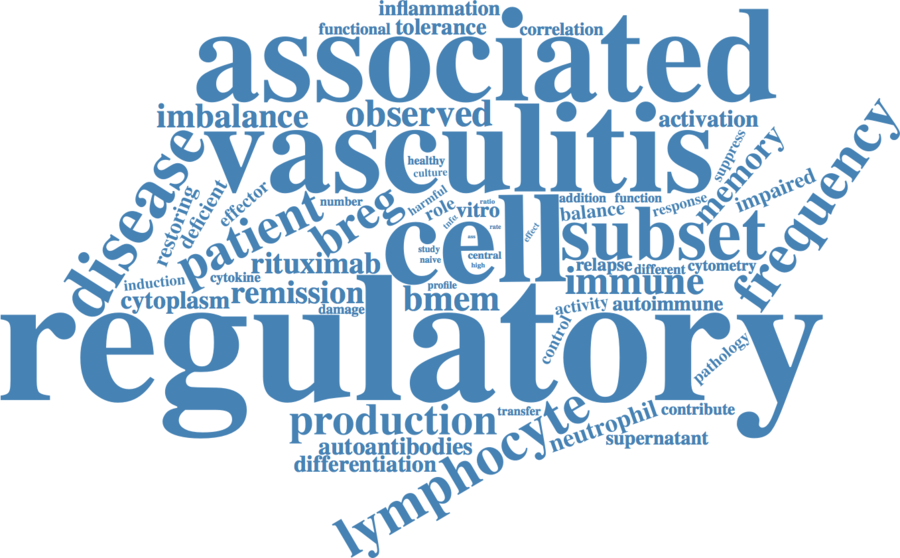 inflammation
functional tolerance correlation
associated
imbalance observed activation
vasculitis
disease
restoring
deficient
effector
patient
number
breg
healthy
culture
harmful
role
vitro
ratio
rate
cell
study
naive
central
high
effect
addition function
balance response
suppress
memory
impaired
frequency
subset
relapse different cytometry
immune
induction cytokine rituximab
cytoplasm remission
damage
profile
bmem
activity autoimmune
control
pathology
regulatory
production transfer
lymphocyte
neutrophil contribute
autoantibodies supernatant
differentiation